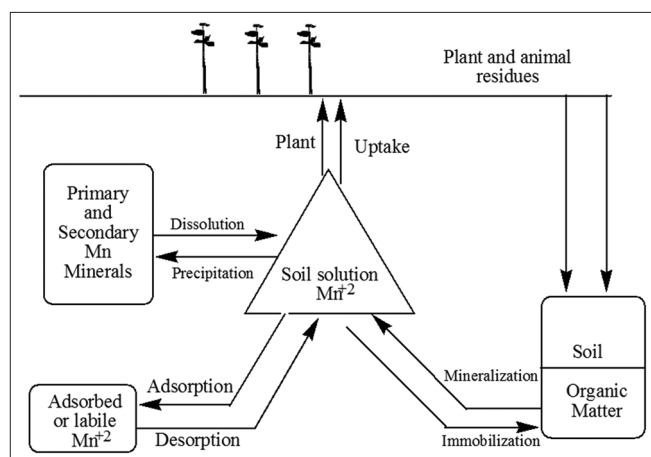 Plant and animal
residues
Plant
Uptake
Primary
and
Secondary
Mn
Minerals
Dissolution
Precipitation
Soil solution
Mn+2
Soil
Organic
Matter
Mineralization
Immobilization
Adsorption
Desorption
Adsorbed
or labile
Mn+2